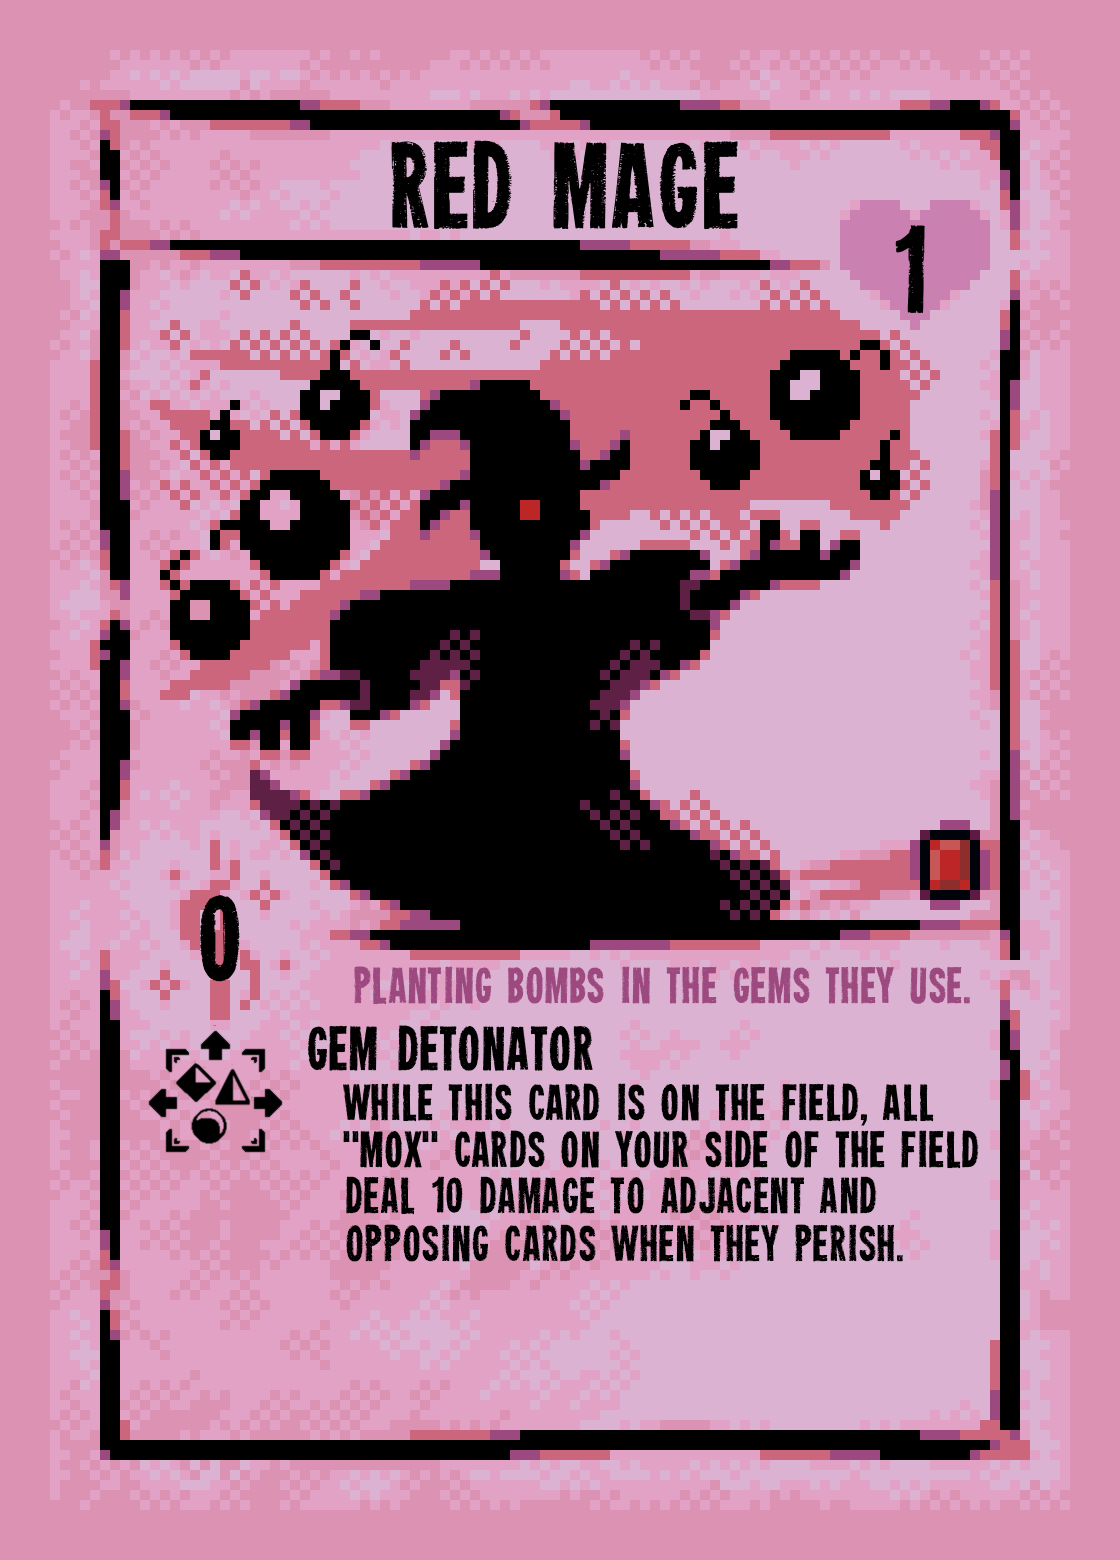 RED MAGE
1
0
PLANTING BOMBS IN THE GEMS THEY USE.
GEM DETONATOR
WHILE THIS CARD IS ON THE FIELD, ALL
"MOX" CARDS ON YOUR SIDE OF THE FIELD
DEAL 10 DAMAGE TO ADJACENT AND
OPPOSING CARDS WHEN THEY PERISH.